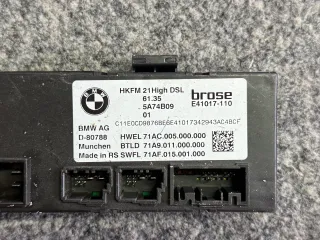 HKFM 21High DSL
61.35
5A74B09
01
brose
E41017-110
C11E0CD9876BE6E41017342943AC4BCF
BMW AG
D-80788
Munchen
Made in RS
HWEL 71AC.005.000.000
BTLD 71A9.011.000.000
SWFL 71AF.015.001.000